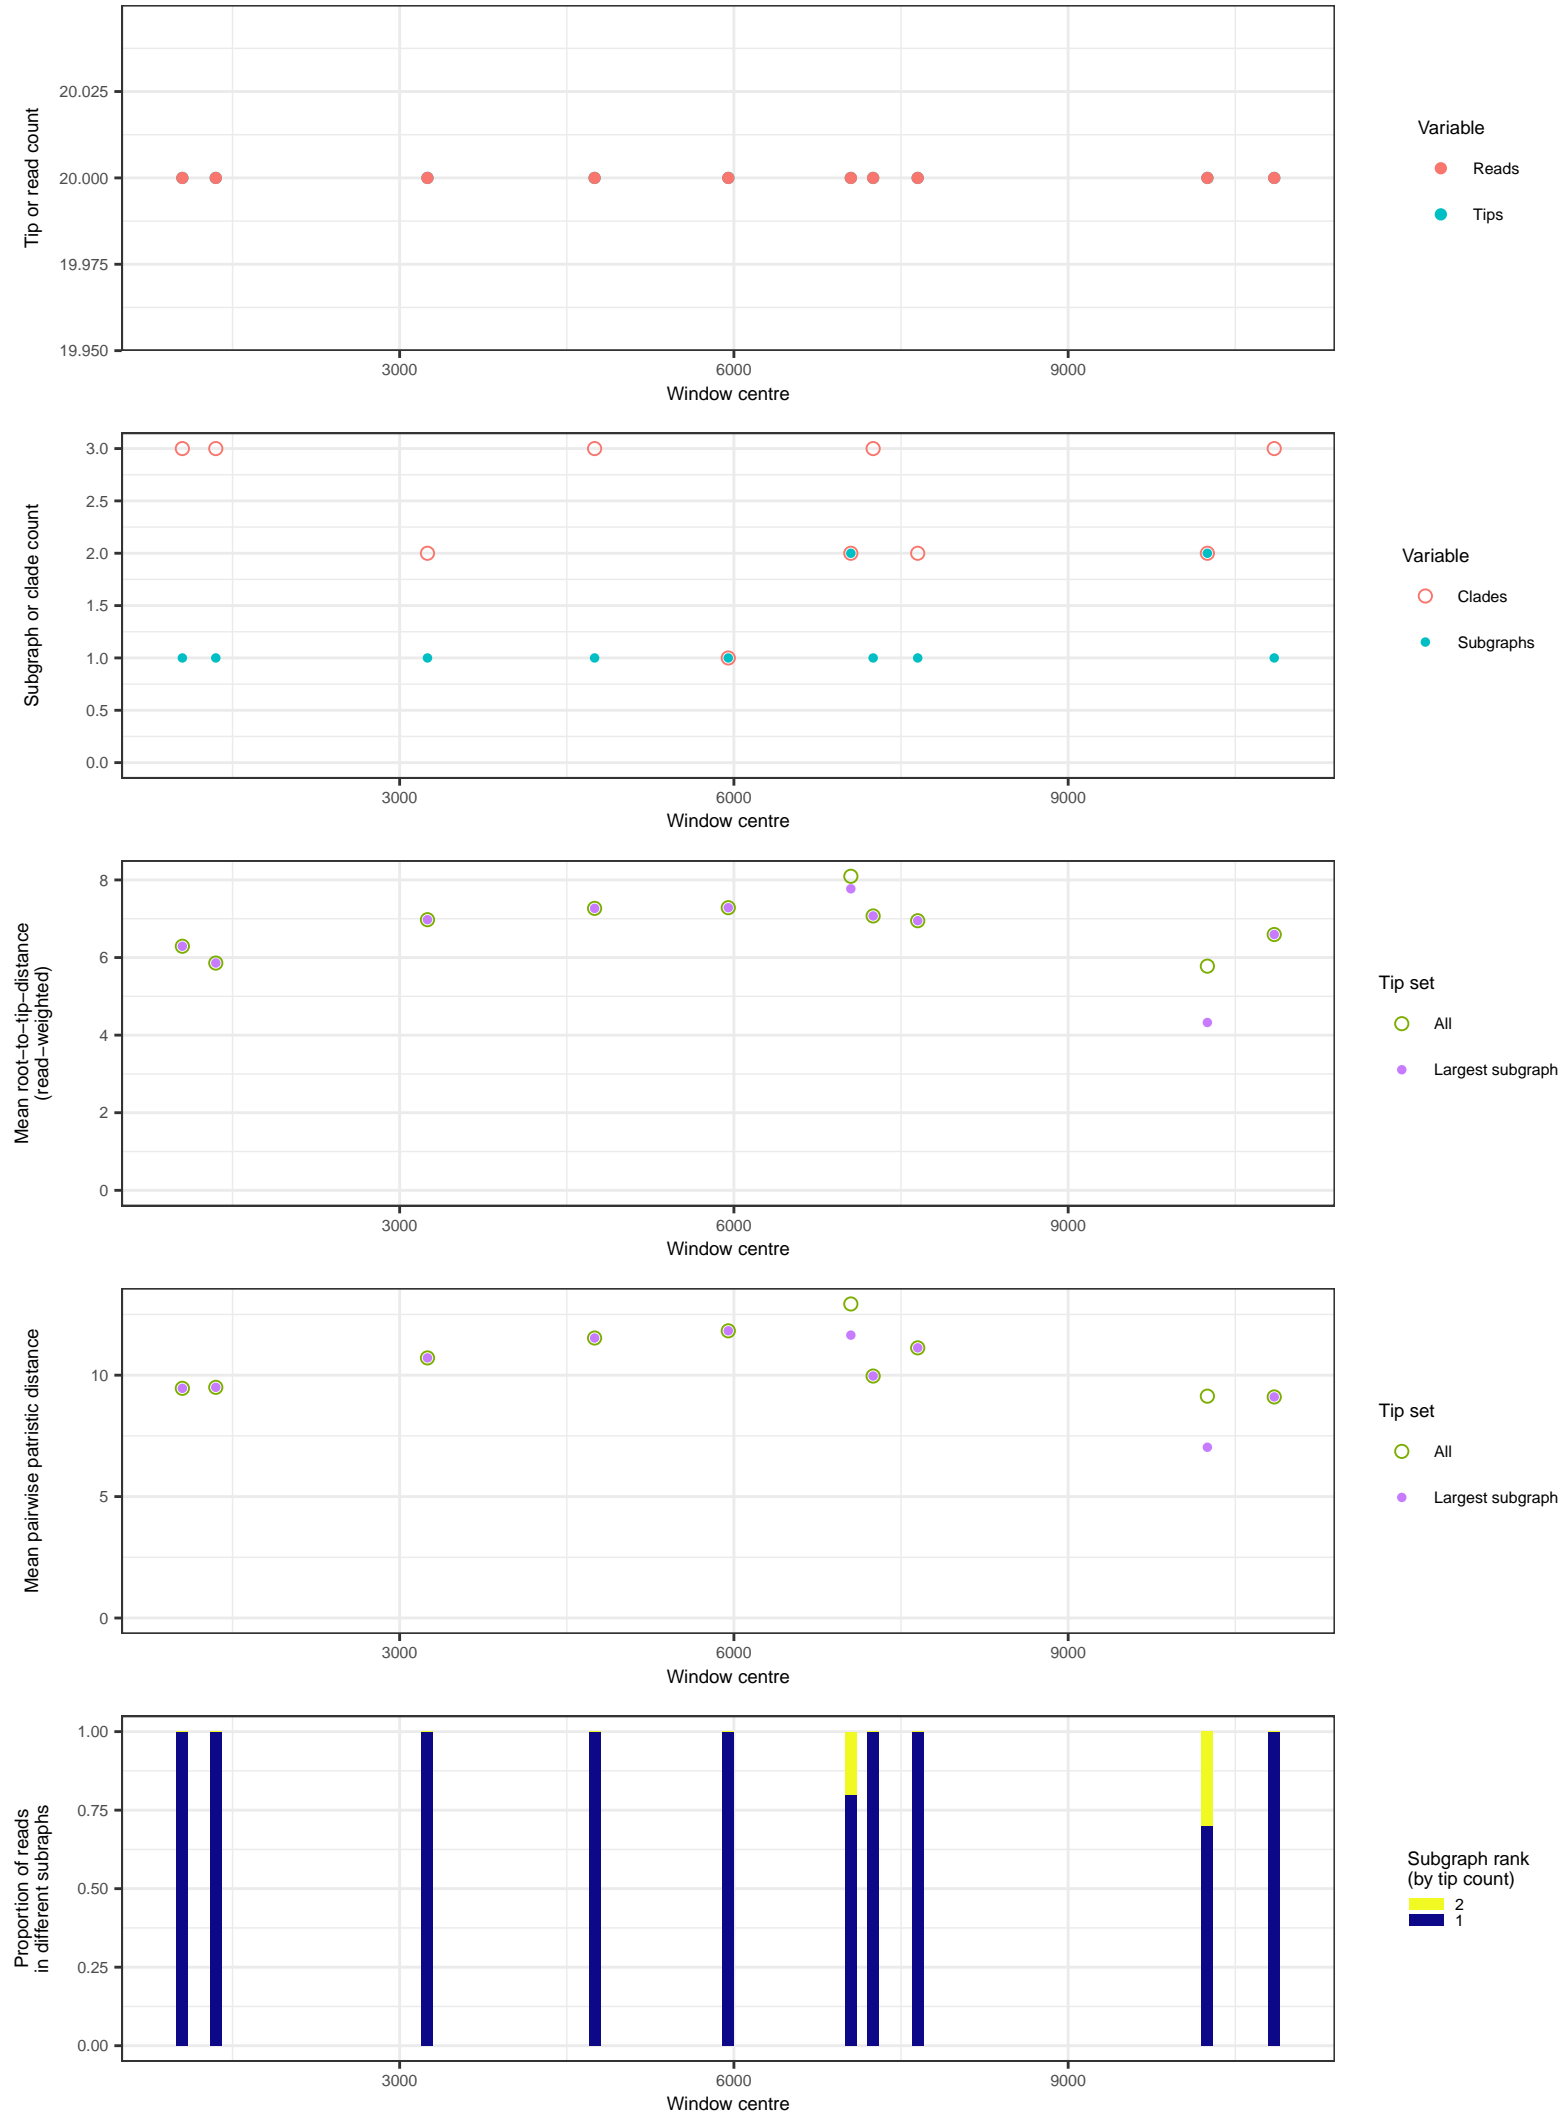 Tip or read count
20.025
20.000
19.975
19.950
3000
6000
9000
Window centre
Variable
Reads
Tips
Subgraph or clade count
3.0
2.5
2.0
1.5
1.0
0.5
0.0
3000
6000
9000
Window centre
Variable
Clades
Subgraphs
Mean root−to−tip−distance
(read−weighted)
8
6
4
2
0
3000
6000
9000
Window centre
Tip set
All
Largest subgraph
Mean pairwise patristic distance
10
5
0
3000
6000
9000
Window centre
Tip set
All
Largest subgraph
Proportion of reads
in different subraphs
1.00
0.75
0.50
0.25
0.00
3000
6000
9000
Window centre
Subgraph rank
(by tip count)
2
1